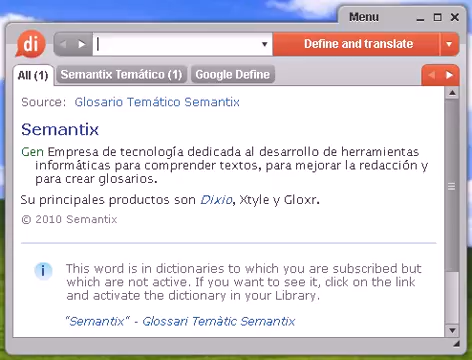 Menu
di
Define and translate
All (1)
Semantix Temático (1)
Google Define
Source: Glosario Temático Semantix
Semantix
Gen Empresa de tecnología dedicada al desarrollo de herramientas
informáticas para comprender textos, para mejorar la redacción y
para crear glosarios.
Su principales productos son Dixio, Xtyle y Gloxr.
© 2010 Semantix
i
This word is in dictionaries to which you are subscribed but
which are not active. If you want to see it, click on the link
and activate the dictionary in your Library.
"Semantix" - Glossari Temàtic Semantix